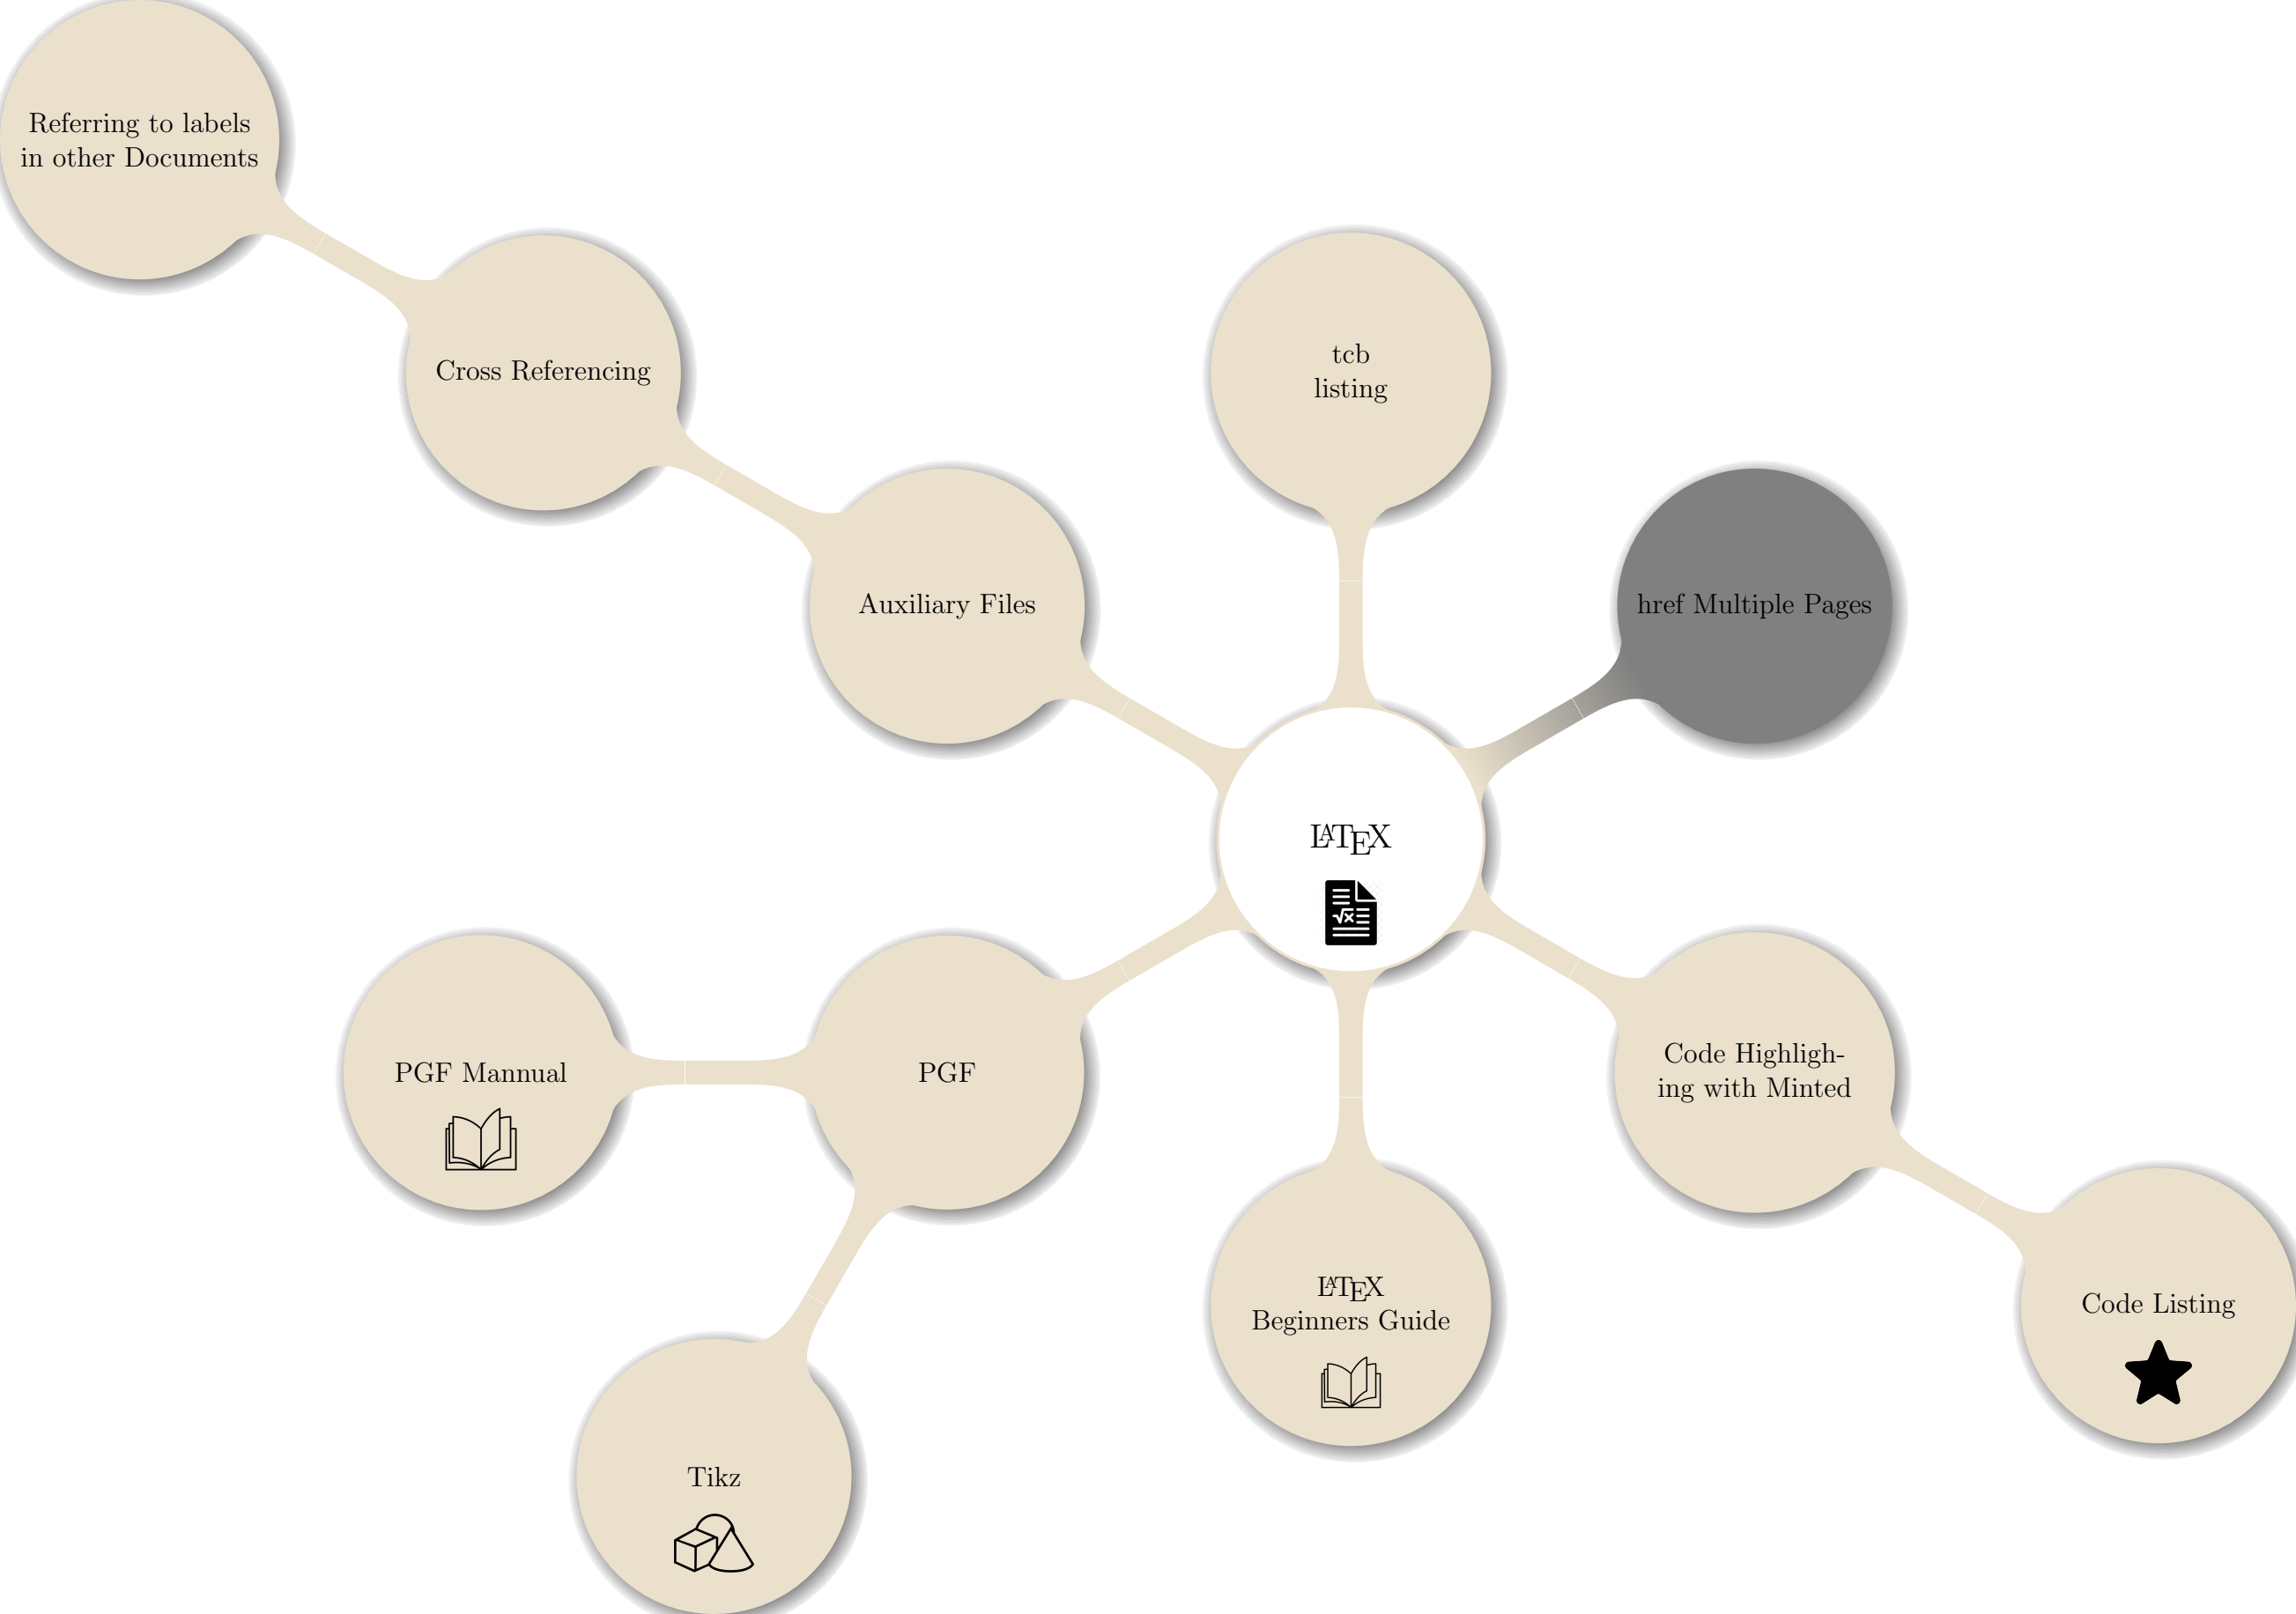 Referring to labels
in other Documents
Cross Referencing
tcb
listing
Auxiliary Files
href Multiple Pages
LATEX
PGF Mannual
PGF
Code Highligh-
ing with Minted
LATEX
Beginners Guide
Code Listing
Tikz